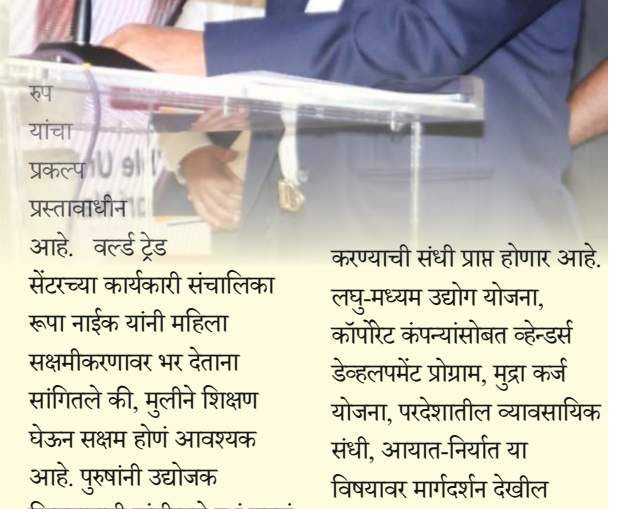 रुप
यांचा
प्रकल्प
प्रस्तावाधीन
आहे. वर्ल्ड ट्रेड
सेंटरच्या कार्यकारी संचालिका
रूपा नाईक यांनी महिला
सक्षमीकरणावर भर देताना
सांगितले की, मुलीने शिक्षण
घेऊन सक्षम होणं आवश्यक
आहे. पुरुषांनी उद्योजक
करण्याची संधी प्राप्त होणार आहे.
लघु-मध्यम उद्योग योजना,
कॉर्पोरेट कंपन्यांसोबत व्हेन्डर्स
डेव्हलपमेंट प्रोग्राम, मुद्रा कर्ज
योजना, परदेशातील व्यावसायिक
संधी, आयात-निर्यात या
विषयावर मार्गदर्शन देखील